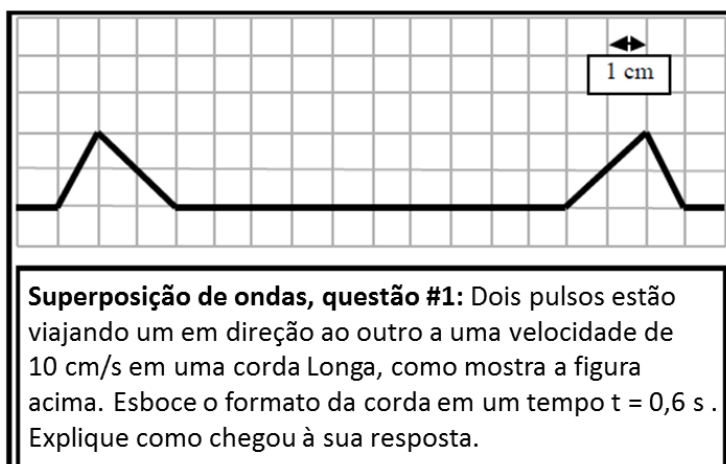 1 cm
Superposição de ondas, questão #1: Dois pulsos estão
viajando um em direção ao outro a uma velocidade de
10 cm/s em uma corda Longa, como mostra a figura
acima. Esboce o formato da corda em um tempo t = 0,6 s .
Explique como chegou à sua resposta.